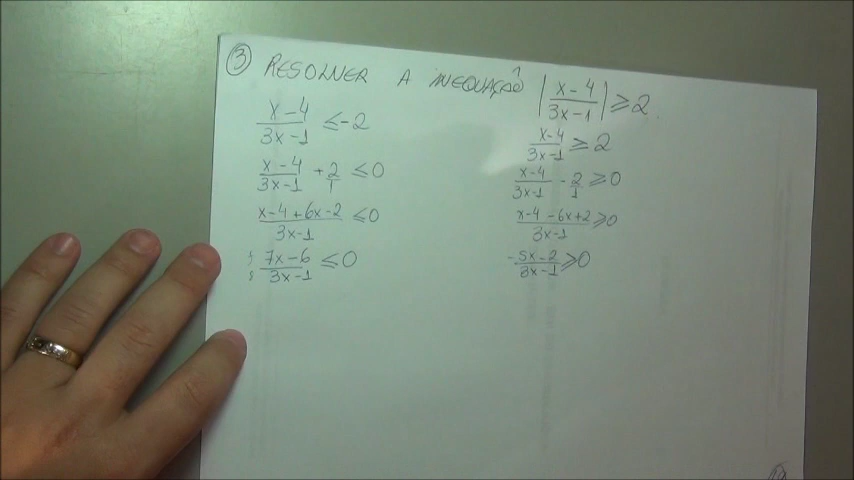 ③ RESOLVER A INEQUAÇÃO |x-4/3x-1| ≥ 2.
x-4/3x-1 ≤ -2
x-4/3x-1 + 2/1 ≤ 0
x-4+6x-2/3x-1 ≤ 0
7x-6/3x-1 ≤ 0
x-4/3x-1 ≥ 2
x-4/3x-1 - 2/1 ≥ 0
x-4-6x+2/3x-1 ≥ 0
-5x-2/3x-1 ≥ 0